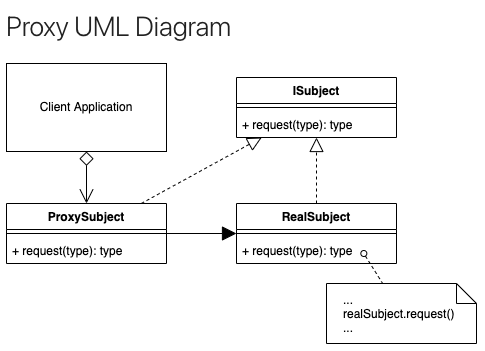 Proxy UML Diagram
Client Application
ISubject
+ request(type): type
ProxySubject
+ request(type): type
RealSubject
+ request(type): type
...
realSubject.request()
...